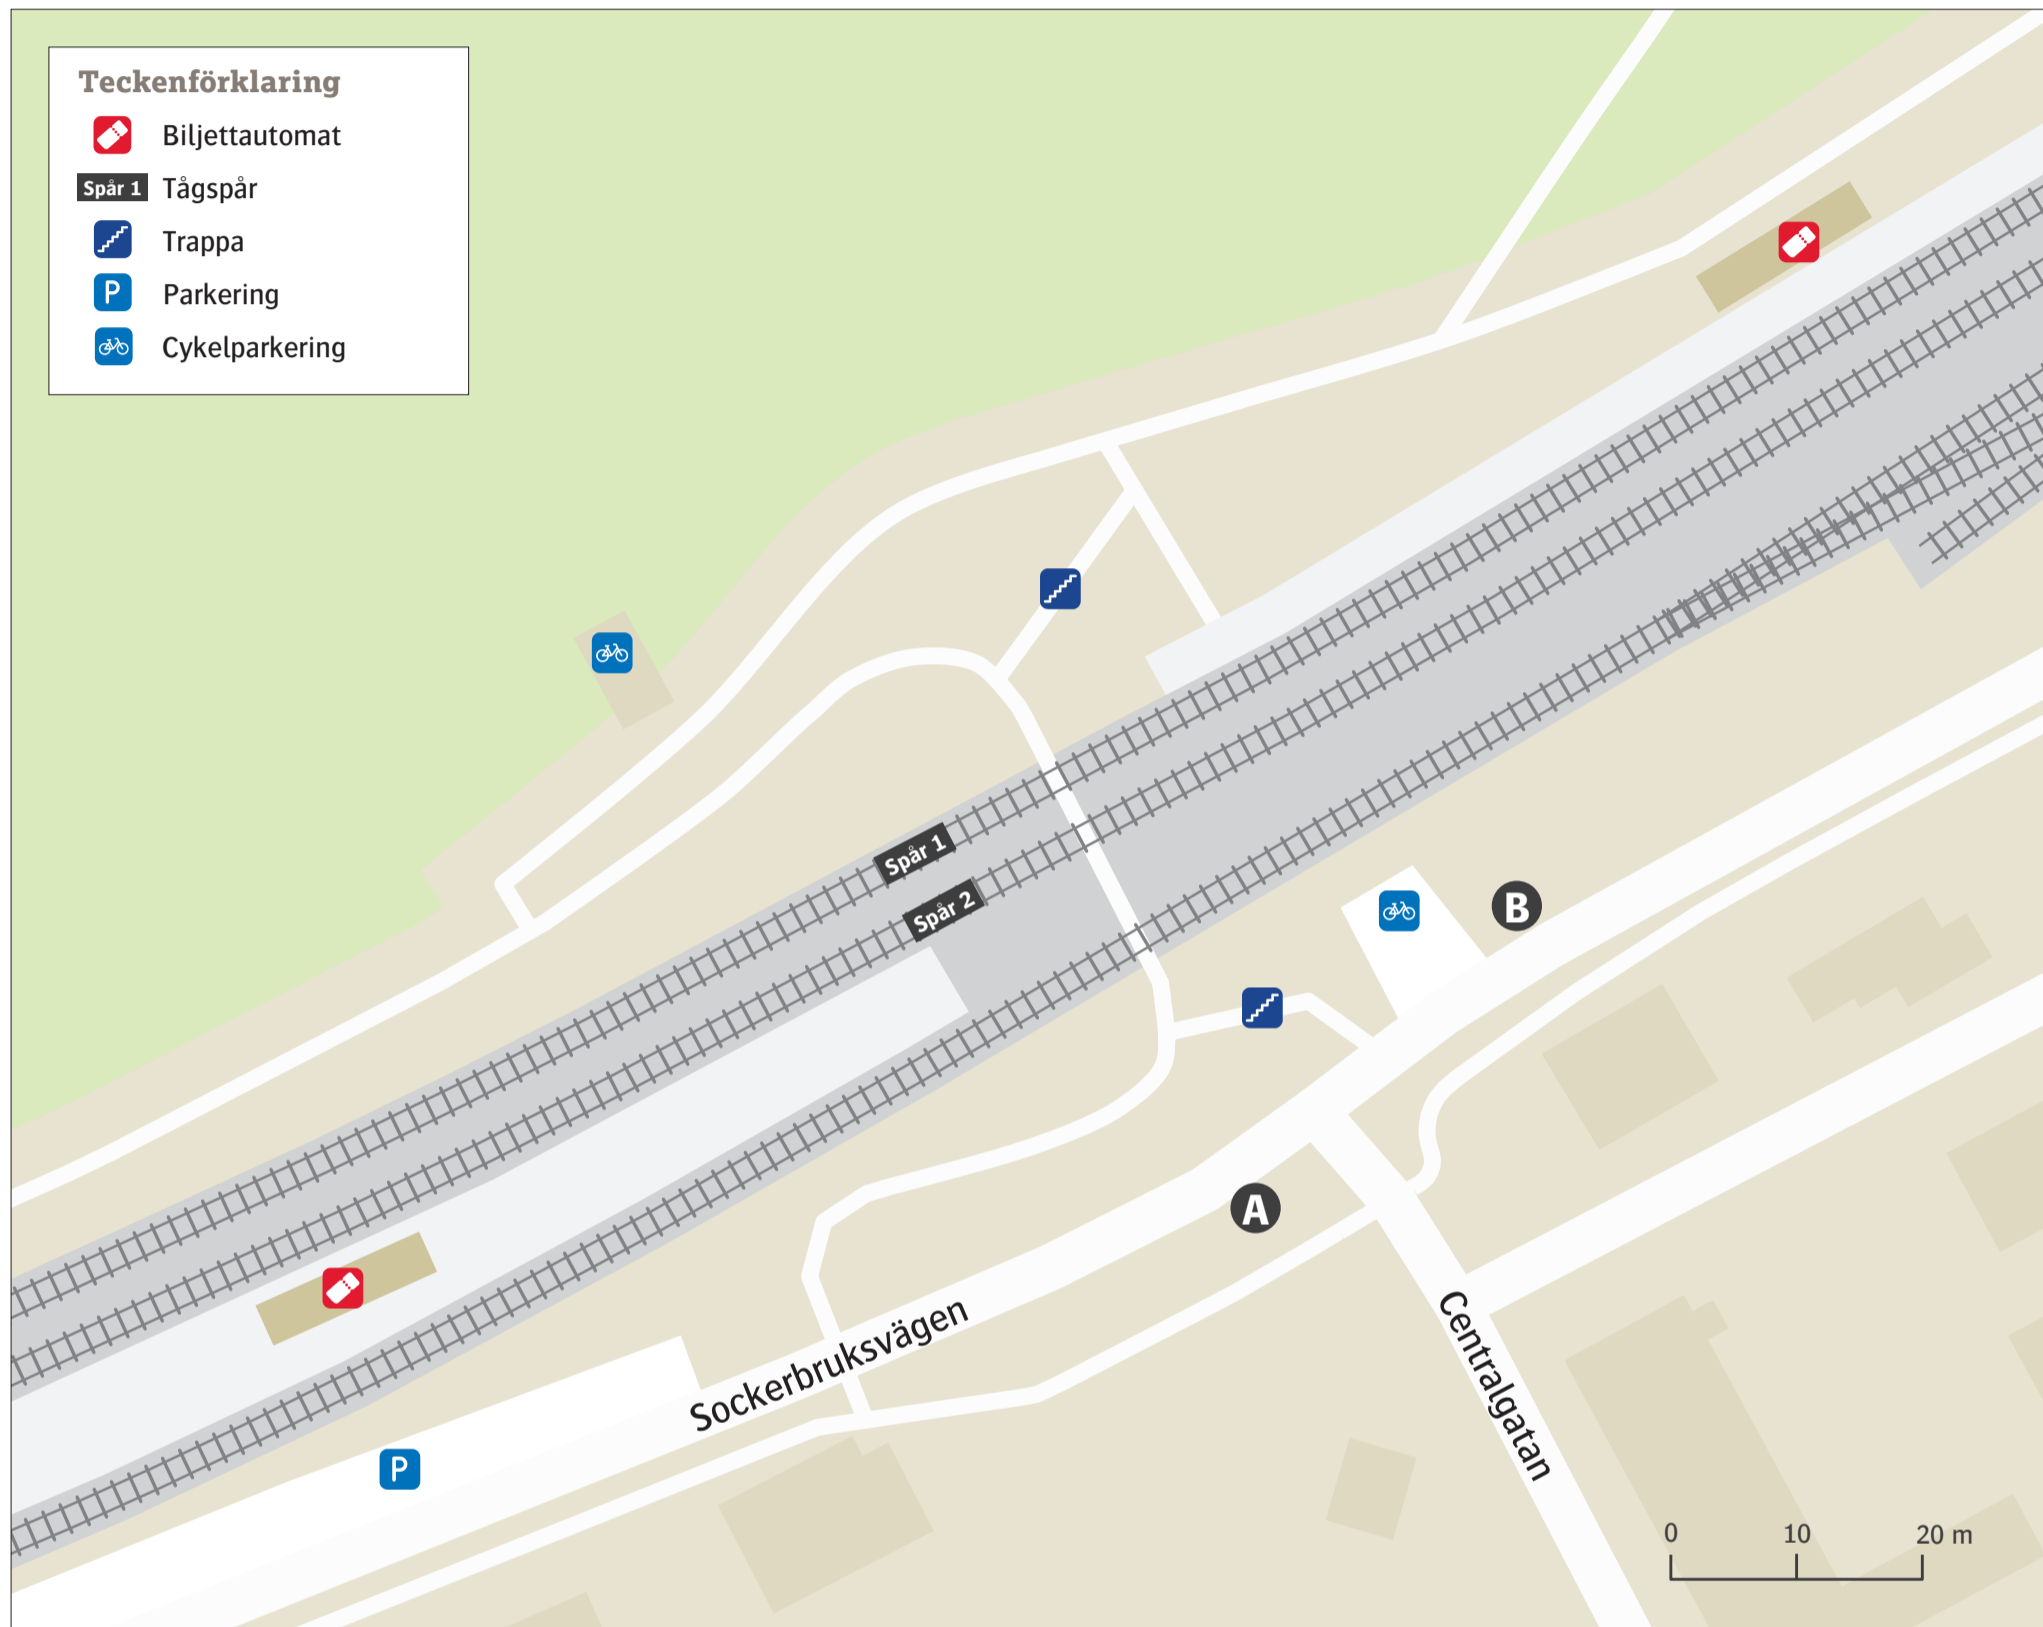 Teckenförklaring
Biljettautomat
Spår 1 Tågspår
Trappa
P Parkering
Cykelparkering
Spår 1
Spår 2
B
A
Sockerbruksvägen
Centralgatan
P
0 10 20 m